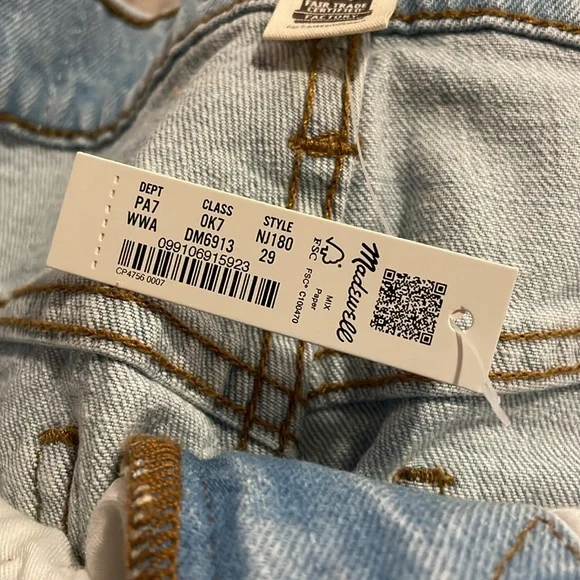 FAIR TRADE
CERTIFIED
FACTORY
DEPT CLASS STYLE
PA7 0K7 NJ180
WWA DM6913 29
099106915923
CP4756 0007
FSC
MIX
Paper
FSC® C100470
Madewell